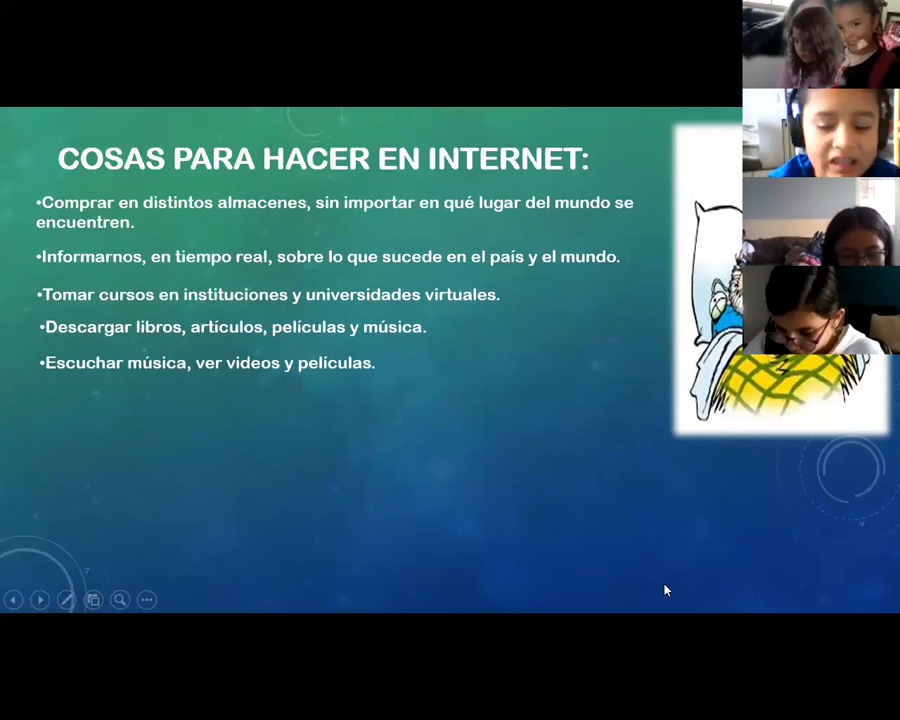 COSAS PARA HACER EN INTERNET:
•Comprar en distintos almacenes, sin importar en qué lugar del mundo se
encuentren.
•Informarnos, en tiempo real, sobre lo que sucede en el país y el mundo.
•Tomar cursos en instituciones y universidades virtuales.
•Descargar libros, artículos, películas y música.
•Escuchar música, ver videos y películas.